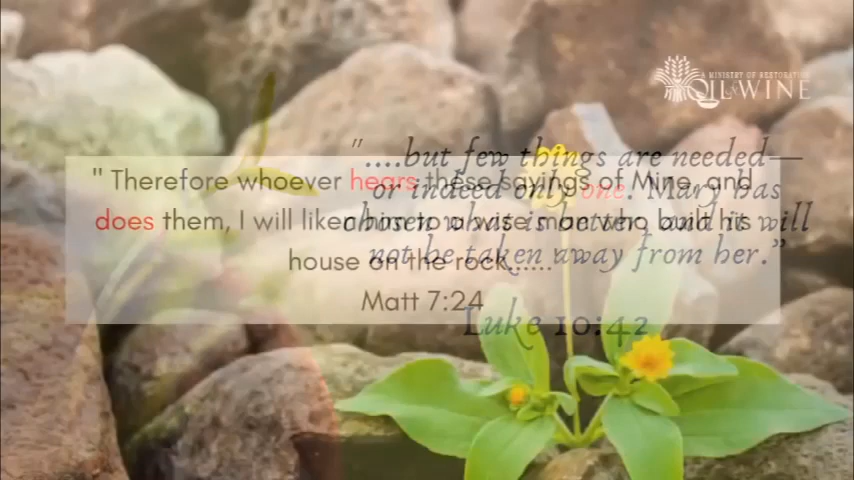 A MINISTRY OF RESTORATION
OIL&WINE
" Therefore whoever hears these sayings of Mine, and
does them, I will liken him to a wise man who built his
house on the rock......
Matt 7:24
"....but few things are needed—
or indeed only one. Mary has
chosen what is better, and it will
not be taken away from her."
Luke 10:42